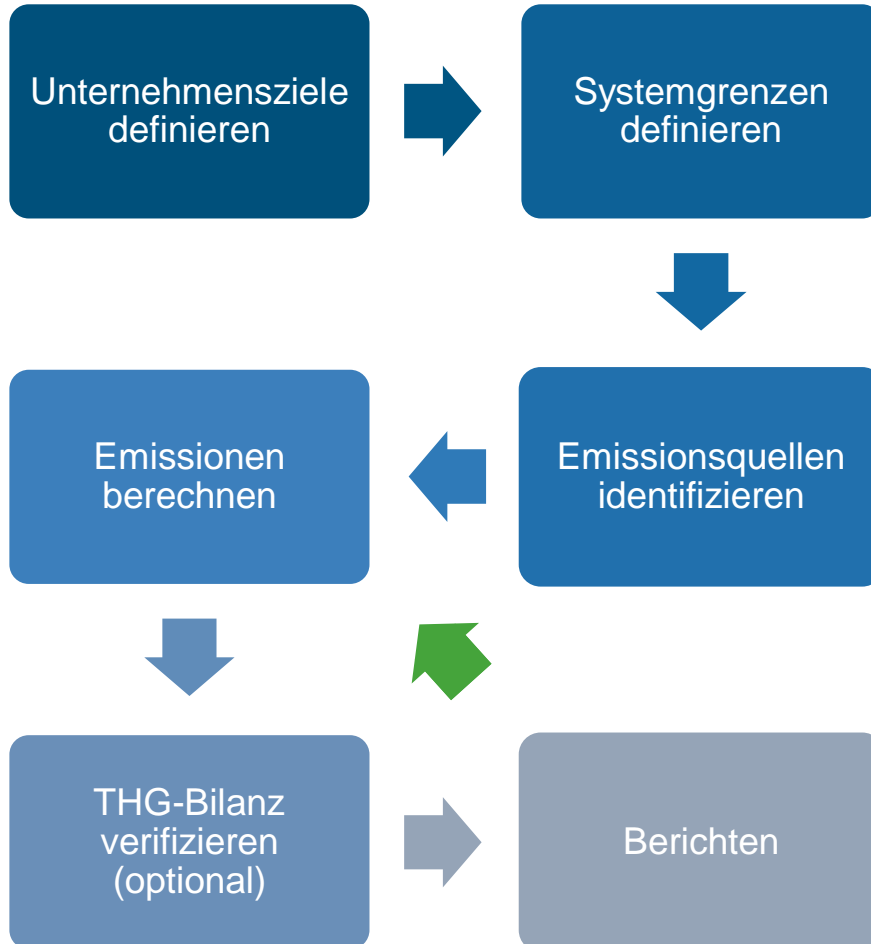 Unternehmensziele
definieren
Systemgrenzen
definieren
Emissionsquellen
identifizieren
Emissionen
berechnen
THG-Bilanz
verifizieren
(optional)
Berichten